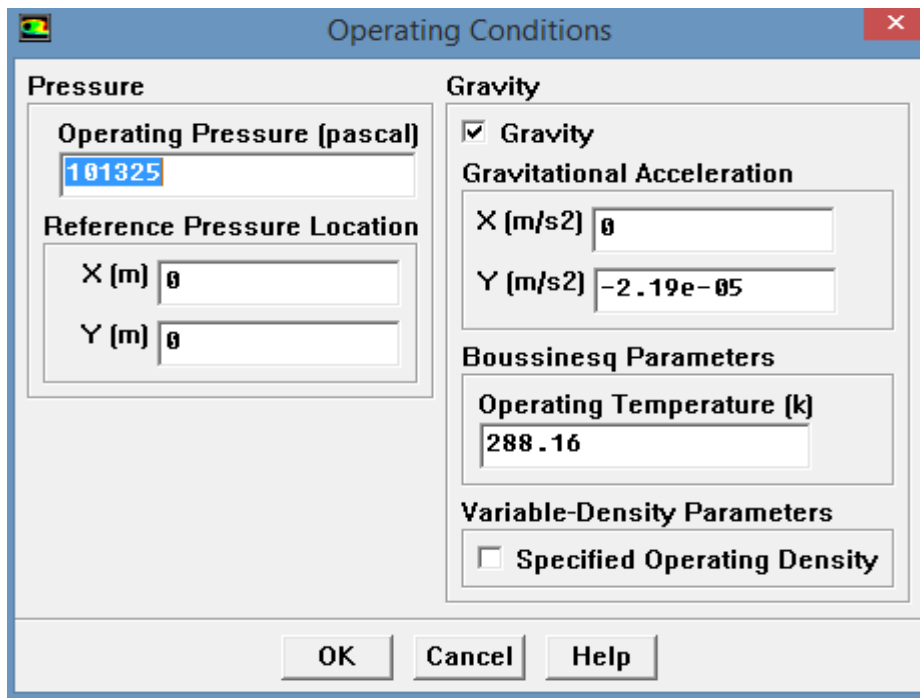 Operating Conditions
Pressure
Operating Pressure (pascal)
101325
Reference Pressure Location
X (m) 0
Y (m) 0
Gravity
Gravity
Gravitational Acceleration
X (m/s2) 0
Y (m/s2) -2.19e-05
Boussinesq Parameters
Operating Temperature (k)
288.16
Variable-Density Parameters
Specified Operating Density
OK Cancel Help